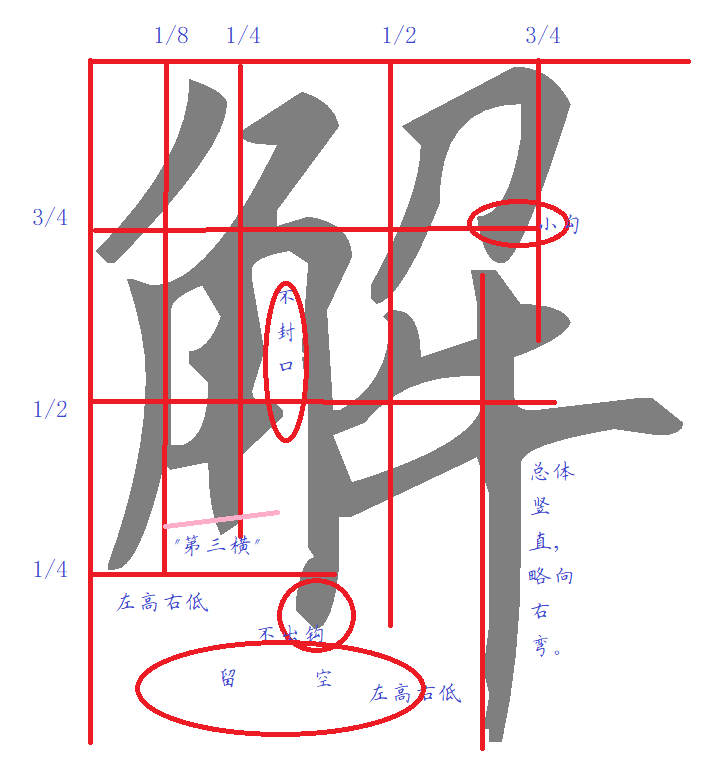 1/8 1/4 1/2 3/4
解
3/4
小勾
不
封
口
1/2
总体
竖
直，
略向
右
弯。
"第三横"
1/4
左高右低
不出钩
留 空
左高右低